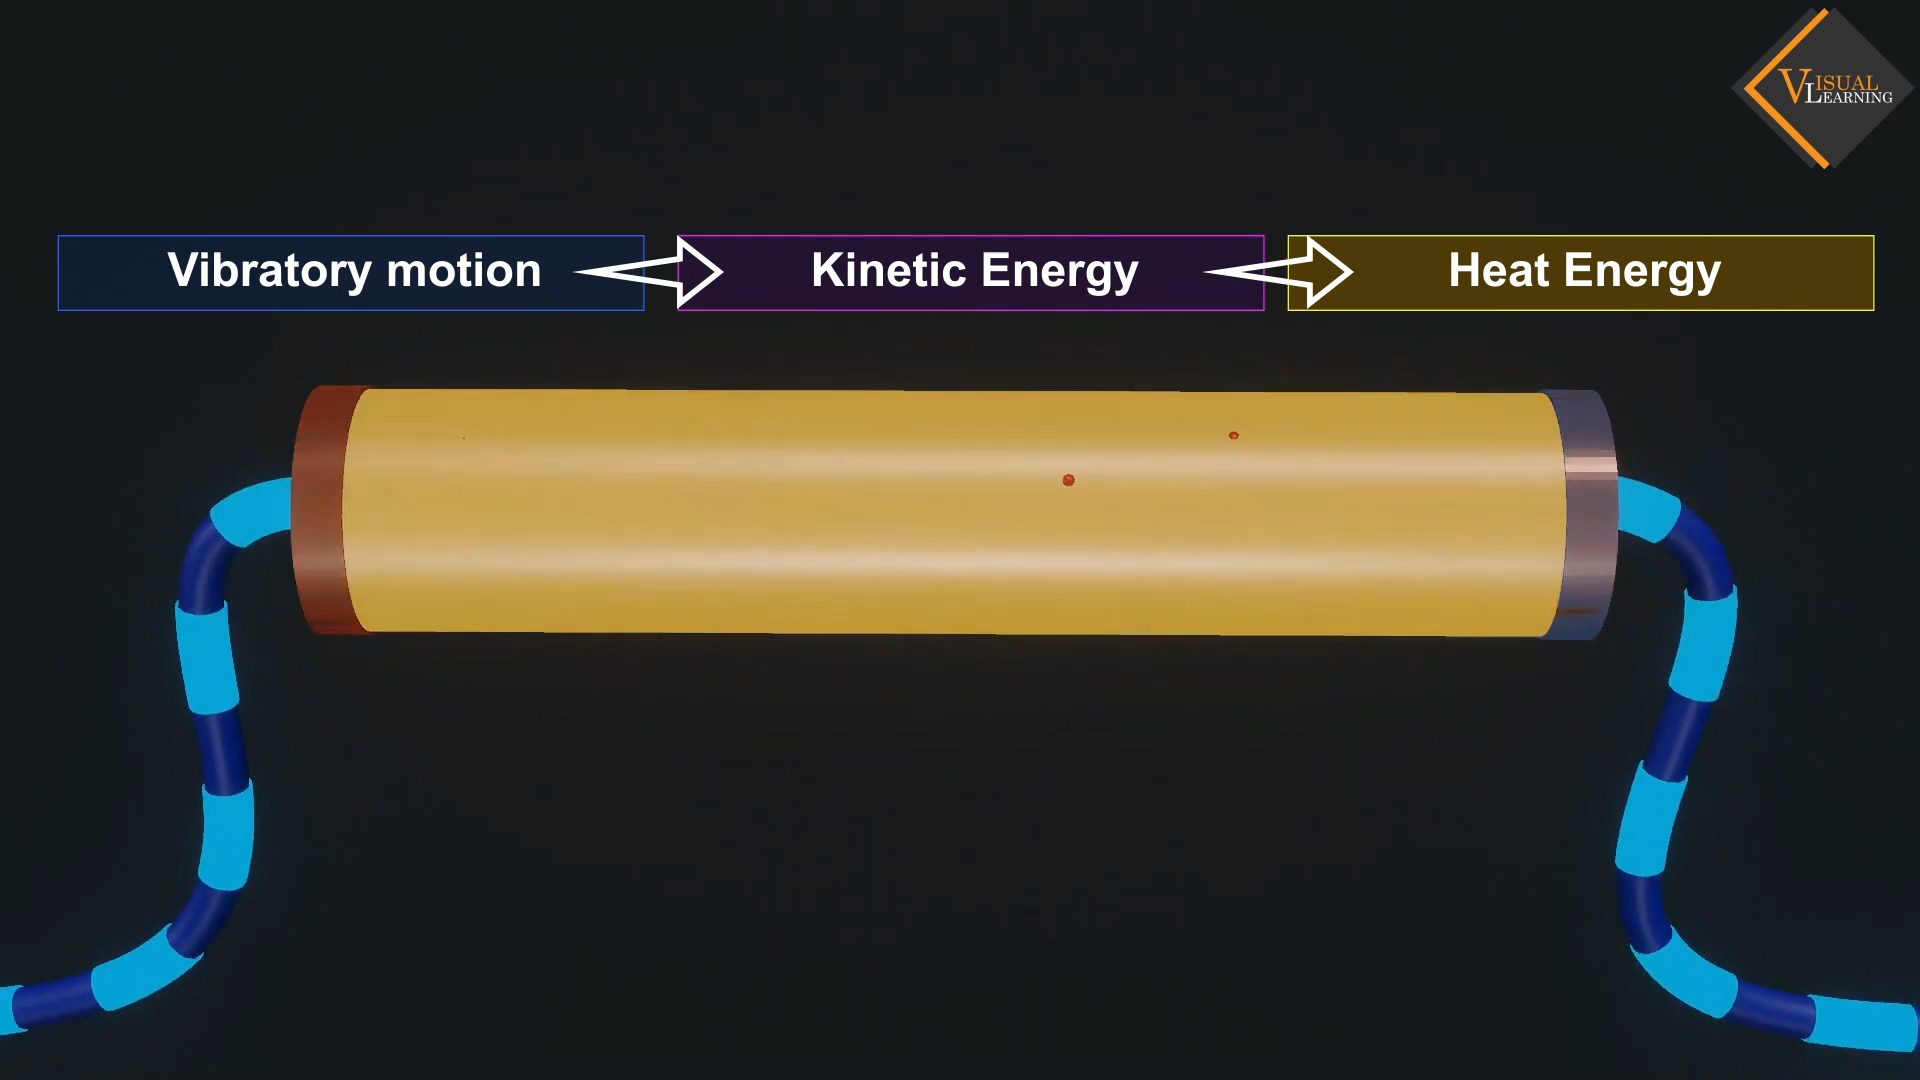 VISUAL
LEARNING
Vibratory motion
Kinetic Energy
Heat Energy